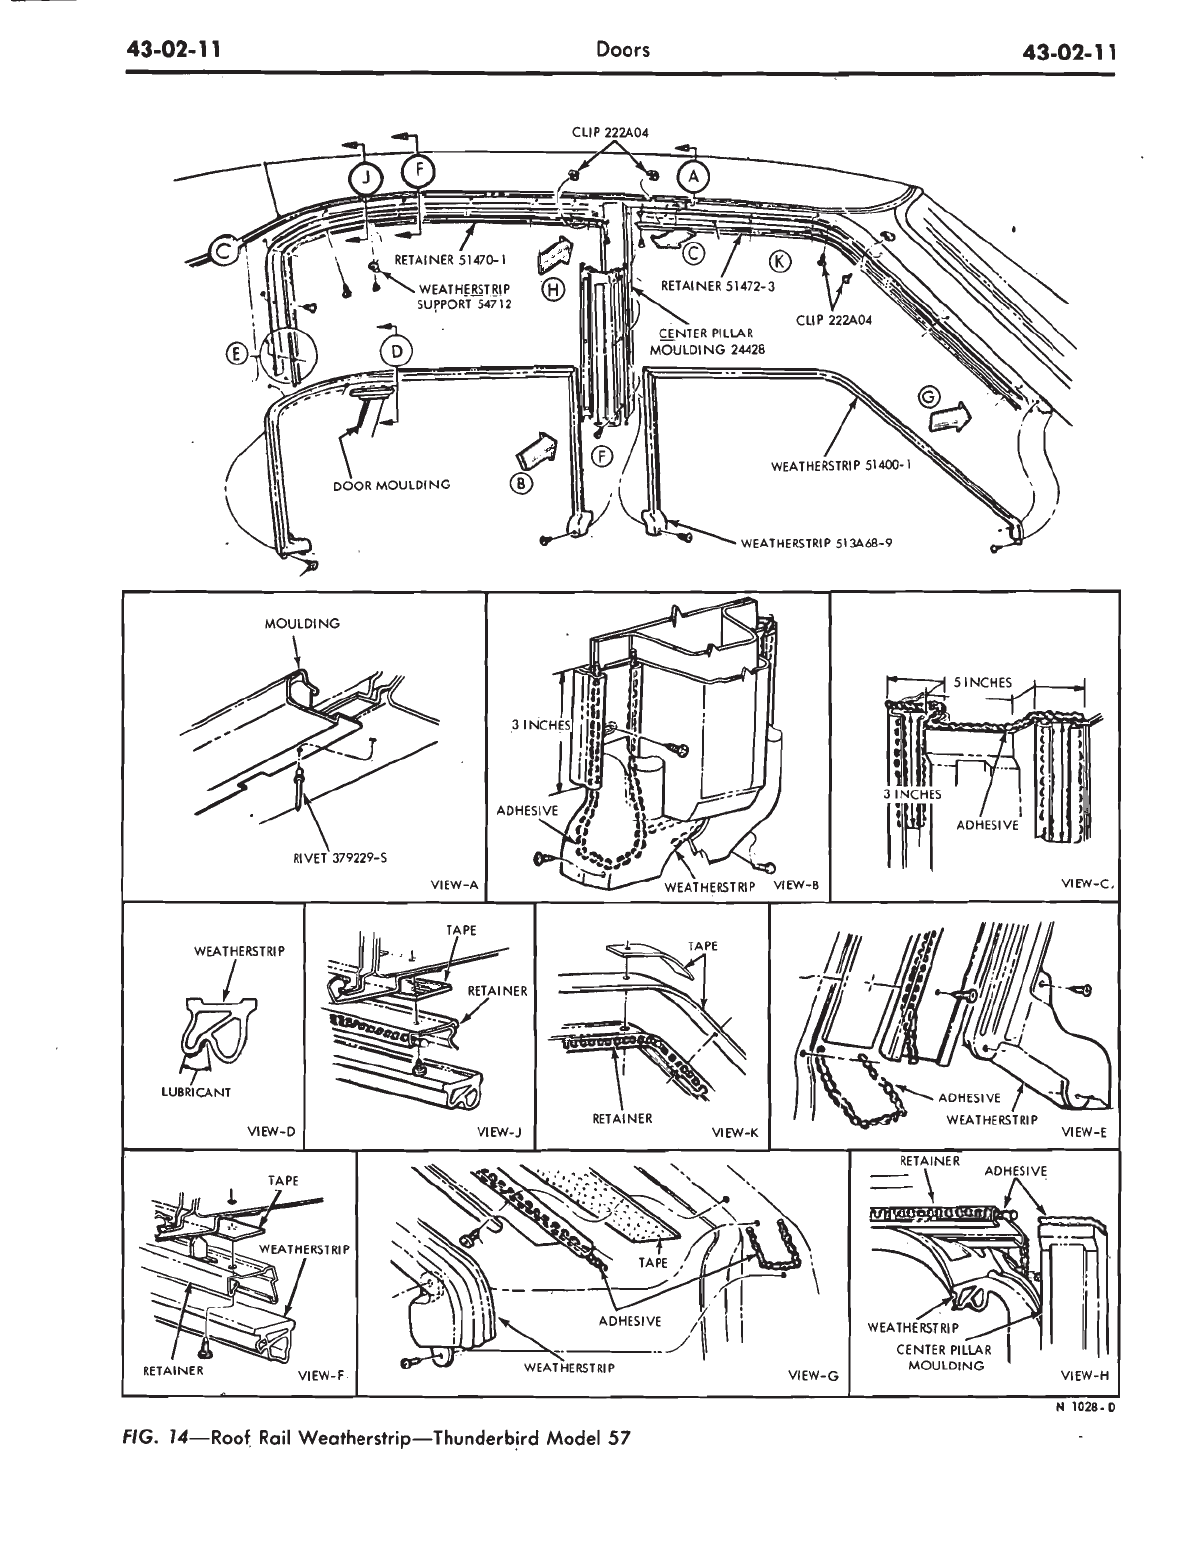 43-02-11 Doors 43-02-11
CLIP 222A04
J
F
A
C
RETAINER 51470-1
H
C
K
WEATHERSTRIP
SUPPORT 54712
RETAINER 51472-3
CLIP 222A04
CENTER PILLAR
MOULDING 24428
E
D
G
F
B
DOOR MOULDING
WEATHERSTRIP 51400-1
WEATHERSTRIP 513A68-9
MOULDING
RIVET 379229-S
VIEW-A
3 INCHES
ADHESIVE
WEATHERSTRIP
VIEW-B
5 INCHES
3 INCHES
ADHESIVE
VIEW-C
WEATHERSTRIP
LUBRICANT
VIEW-D
TAPE
RETAINER
VIEW-J
TAPE
RETAINER
VIEW-K
ADHESIVE
WEATHERSTRIP
VIEW-E
TAPE
WEATHERSTRIP
RETAINER
VIEW-F
TAPE
ADHESIVE
WEATHERSTRIP
VIEW-G
RETAINER
ADHESIVE
WEATHERSTRIP
CENTER PILLAR
MOULDING
VIEW-H
N 1028-D
FIG. 14—Roof Rail Weatherstrip—Thunderbird Model 57